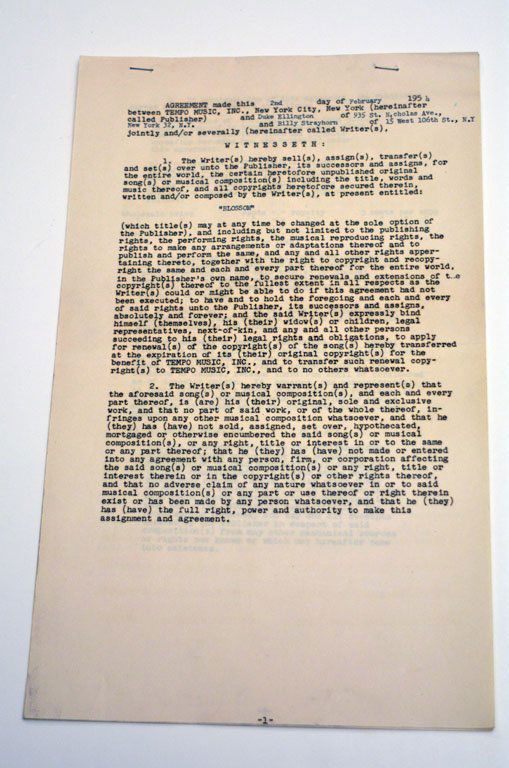 AGREEMENT made this 2nd day of February 1954
between TEMPO MUSIC, INC., New York City, New York (hereinafter
called Publisher) and Duke Ellington of 935 St. Nicholas Ave.,
New York 32, N.Y. and Billy Strayhorn of 15 West 106th St., N.Y
jointly and/or severally (hereinafter called Writer(s),
WITNESSETH:
1. The Writer(s) hereby sell(s), assign(s), transfer(s)
and set(s) over unto the Publisher, its successors and assigns, for
the entire world, the certain heretofore unpublished original
song(s) or musical composition(s) including the title, words and
music thereof, and all copyrights heretofore secured therein,
written and/or composed by the Writer(s), at present entitled:
"BLOSSOM"
(which title(s) may at any time be changed at the sole option of
the Publisher), and including but not limited to the publishing
rights, the performing rights, the musical reproducing rights, the
rights to make any arrangements or adaptations thereof and to
publish and perform the same, and any and all other rights apper-
taining thereto, together with the right to copyright and recopy-
right the same and each and every part thereof for the entire world,
in the Publisher's own name, to secure renewals and extensions of the
copyright(s) thereof to the fullest extent in all respects as the
Writer(s) could or might be able to do if this agreement had not
been executed; to have and to hold the foregoing and each and every
of said rights unto the Publisher, its successors and assigns,
absolutely and forever; and the said Writer(s) expressly bind
himself (themselves), his (their) widow(s) or children, legal
representatives, next-of-kin, and any and all other persons
succeeding to his (their) legal rights and obligations, to apply
for renewal(s) of the copyright(s) of the song(s) hereby transferred
at the expiration of its (their) original copyright(s) for the
benefit of TEMPO MUSIC, INC., and to transfer such renewal copy-
right(s) to TEMPO MUSIC, INC., and to no others whatsoever.
2. The Writer(s) hereby warrant(s) and represent(s) that
the aforesaid song(s) or musical composition(s), and each and every
part thereof, is (are) his (their) original, sole and exclusive
work, and that no part of said work, or of the whole thereof, in-
fringes upon any other musical composition whatsoever, and that he
(they) has (have) not sold, assigned, set over, hypothecated,
mortgaged or otherwise encumbered the said song(s) or musical
composition(s), or any right, title or interest in or to the same
or any part thereof; that he (they) has (have) not made or entered
into any agreement with any person, firm, or corporation affecting
the said song(s) or musical composition(s) or any right, title or
interest therein or in the copyright(s) or other rights thereof,
and that no adverse claim of any nature whatsoever in or to said
musical composition(s) or any part or use thereof or right therein
exist or has been made by any person whatsoever, and that he (they)
has (have) the full right, power and authority to make this
assignment and agreement.
-1-